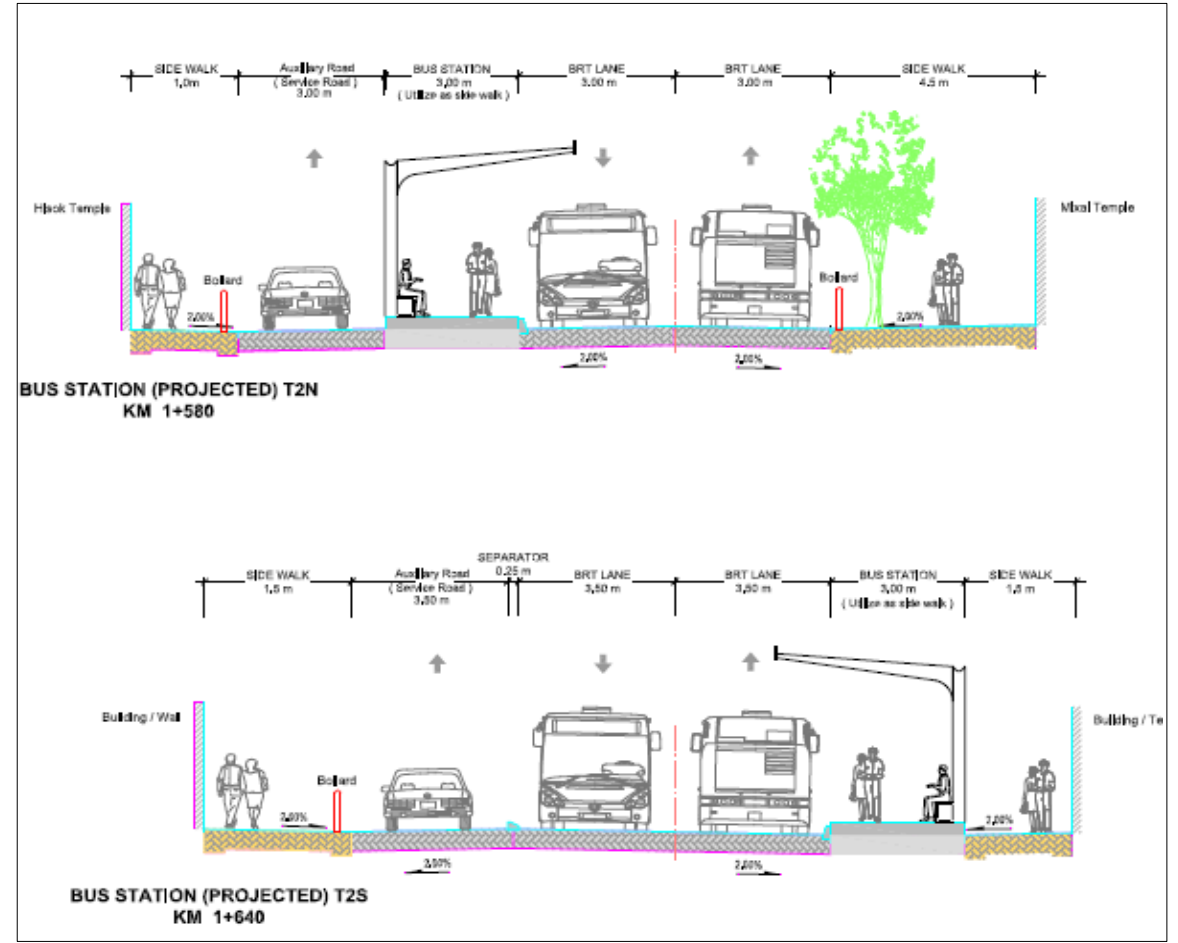 SIDE WALK
1,0m
Auxiliary Road
( Service Road )
3,00 m
BUS STATION
3,00 m
( Utilize as side walk )
BRT LANE
3,00 m
BRT LANE
3,00 m
SIDE WALK
4,5 m
Hisok Temple
Mixai Temple
Bollard
Bollard
2,00%
2,00%
2,00%
2,00%
BUS STATION (PROJECTED) T2N
KM 1+580
SIDE WALK
1,5 m
Auxiliary Road
( Service Road )
3,50 m
SEPARATOR
0,25 m
BRT LANE
3,50 m
BRT LANE
3,50 m
BUS STATION
3,00 m
( Utilize as side walk )
SIDE WALK
1,5 m
Building / Wall
Building / Te
Bollard
2,00%
2,00%
2,00%
2,00%
BUS STATION (PROJECTED) T2S
KM 1+640